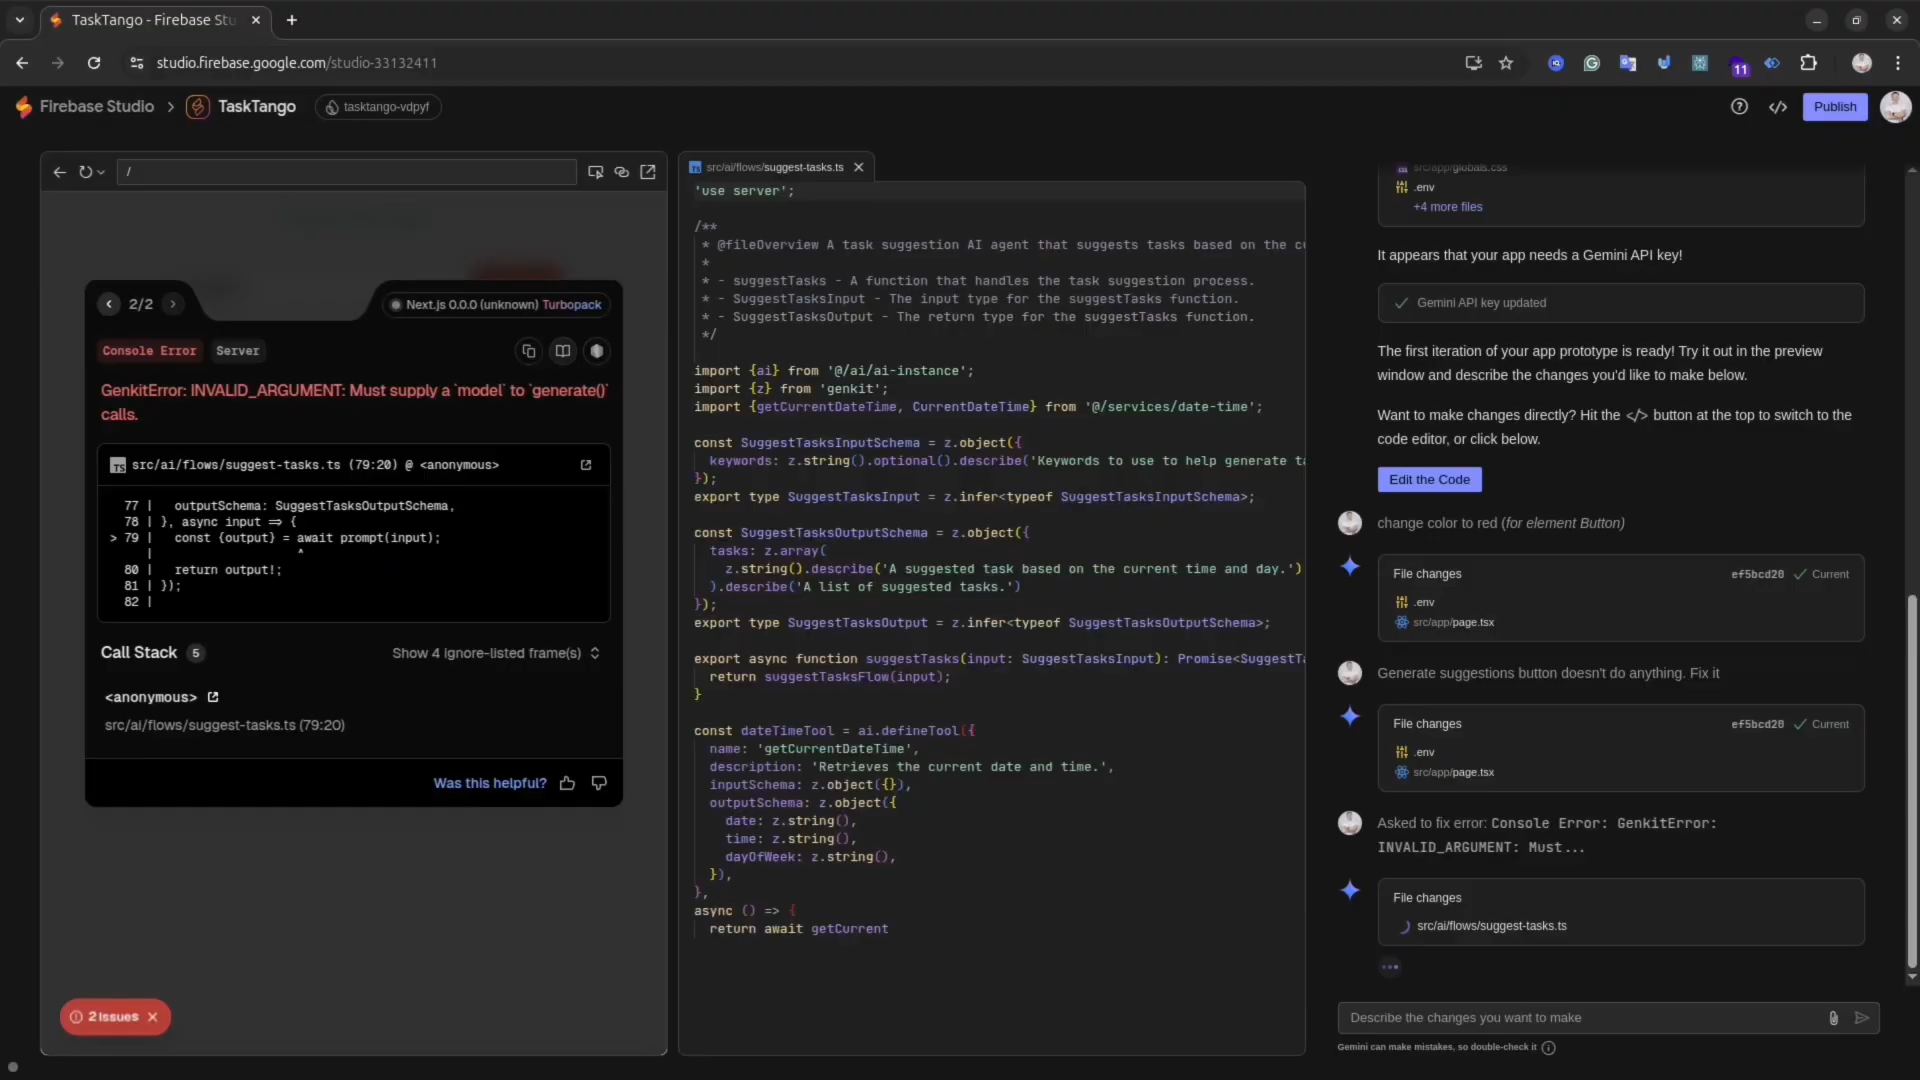 TaskTango - Firebase Stu
studio.firebase.google.com/studio-33132411
11
Firebase Studio > TaskTango tasktango-vdpyf
Publish
/
2/2
Next.js 0.0.0 (unknown) Turbopack
Console Error Server
GenkitError: INVALID_ARGUMENT: Must supply a `model` to `generate()`
calls.
TS src/ai/flows/suggest-tasks.ts (79:20) @ <anonymous>
77 | outputSchema: SuggestTasksOutputSchema,
78 | }, async input => {
> 79 | const {output} = await prompt(input);
| ^
80 | return output!;
81 | });
82 |
Call Stack 5
Show 4 ignore-listed frame(s)
<anonymous>
src/ai/flows/suggest-tasks.ts (79:20)
Was this helpful?
2 Issues
TS src/ai/flows/suggest-tasks.ts
'use server';
/**
* @fileOverview A task suggestion AI agent that suggests tasks based on the cu
*
* - suggestTasks - A function that handles the task suggestion process.
* - SuggestTasksInput - The input type for the suggestTasks function.
* - SuggestTasksOutput - The return type for the suggestTasks function.
*/
import {ai} from '@/ai/ai-instance';
import {z} from 'genkit';
import {getCurrentDateTime, CurrentDateTime} from '@/services/date-time';
const SuggestTasksInputSchema = z.object({
keywords: z.string().optional().describe('Keywords to use to help generate ta
});
export type SuggestTasksInput = z.infer<typeof SuggestTasksInputSchema>;
const SuggestTasksOutputSchema = z.object({
tasks: z.array(
z.string().describe('A suggested task based on the current time and day.')
).describe('A list of suggested tasks.')
});
export type SuggestTasksOutput = z.infer<typeof SuggestTasksOutputSchema>;
export async function suggestTasks(input: SuggestTasksInput): Promise<SuggestTa
return suggestTasksFlow(input);
}
const dateTimeTool = ai.defineTool({
name: 'getCurrentDateTime',
description: 'Retrieves the current date and time.',
inputSchema: z.object({}),
outputSchema: z.object({
date: z.string(),
time: z.string(),
dayOfWeek: z.string(),
}),
},
async () => {
return await getCurrent
src/app/globals.css
.env
+4 more files
It appears that your app needs a Gemini API key!
Gemini API key updated
The first iteration of your app prototype is ready! Try it out in the preview
window and describe the changes you'd like to make below.
Want to make changes directly? Hit the </> button at the top to switch to the
code editor, or click below.
Edit the Code
change color to red (for element Button)
File changes ef5bcd20 Current
.env
src/app/page.tsx
Generate suggestions button doesn't do anything. Fix it
File changes ef5bcd20 Current
.env
src/app/page.tsx
Asked to fix error: Console Error: GenkitError:
INVALID_ARGUMENT: Must...
File changes
src/ai/flows/suggest-tasks.ts
Describe the changes you want to make
Gemini can make mistakes, so double-check it